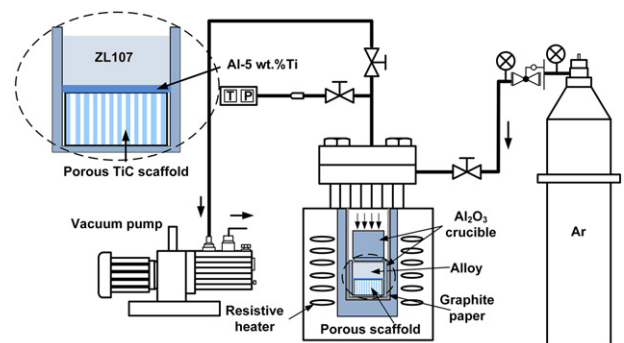 ZL107
Al-5 wt.%Ti
T P
Porous TiC scaffold
Vacuum pump
Al₂O₃
crucible
Ar
Alloy
Resistive
heater
Graphite
paper
Porous scaffold